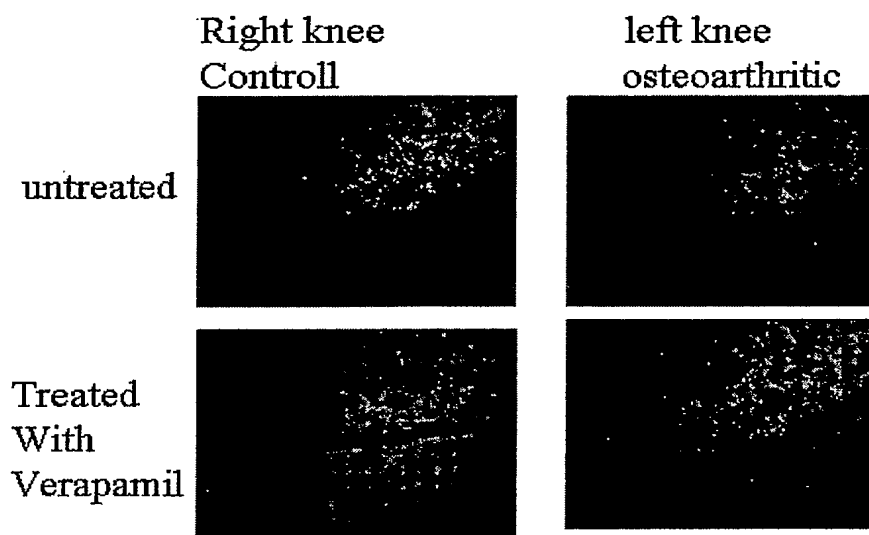 Right knee
Controll
left knee
osteoarthritic
untreated
Treated
With
Verapamil